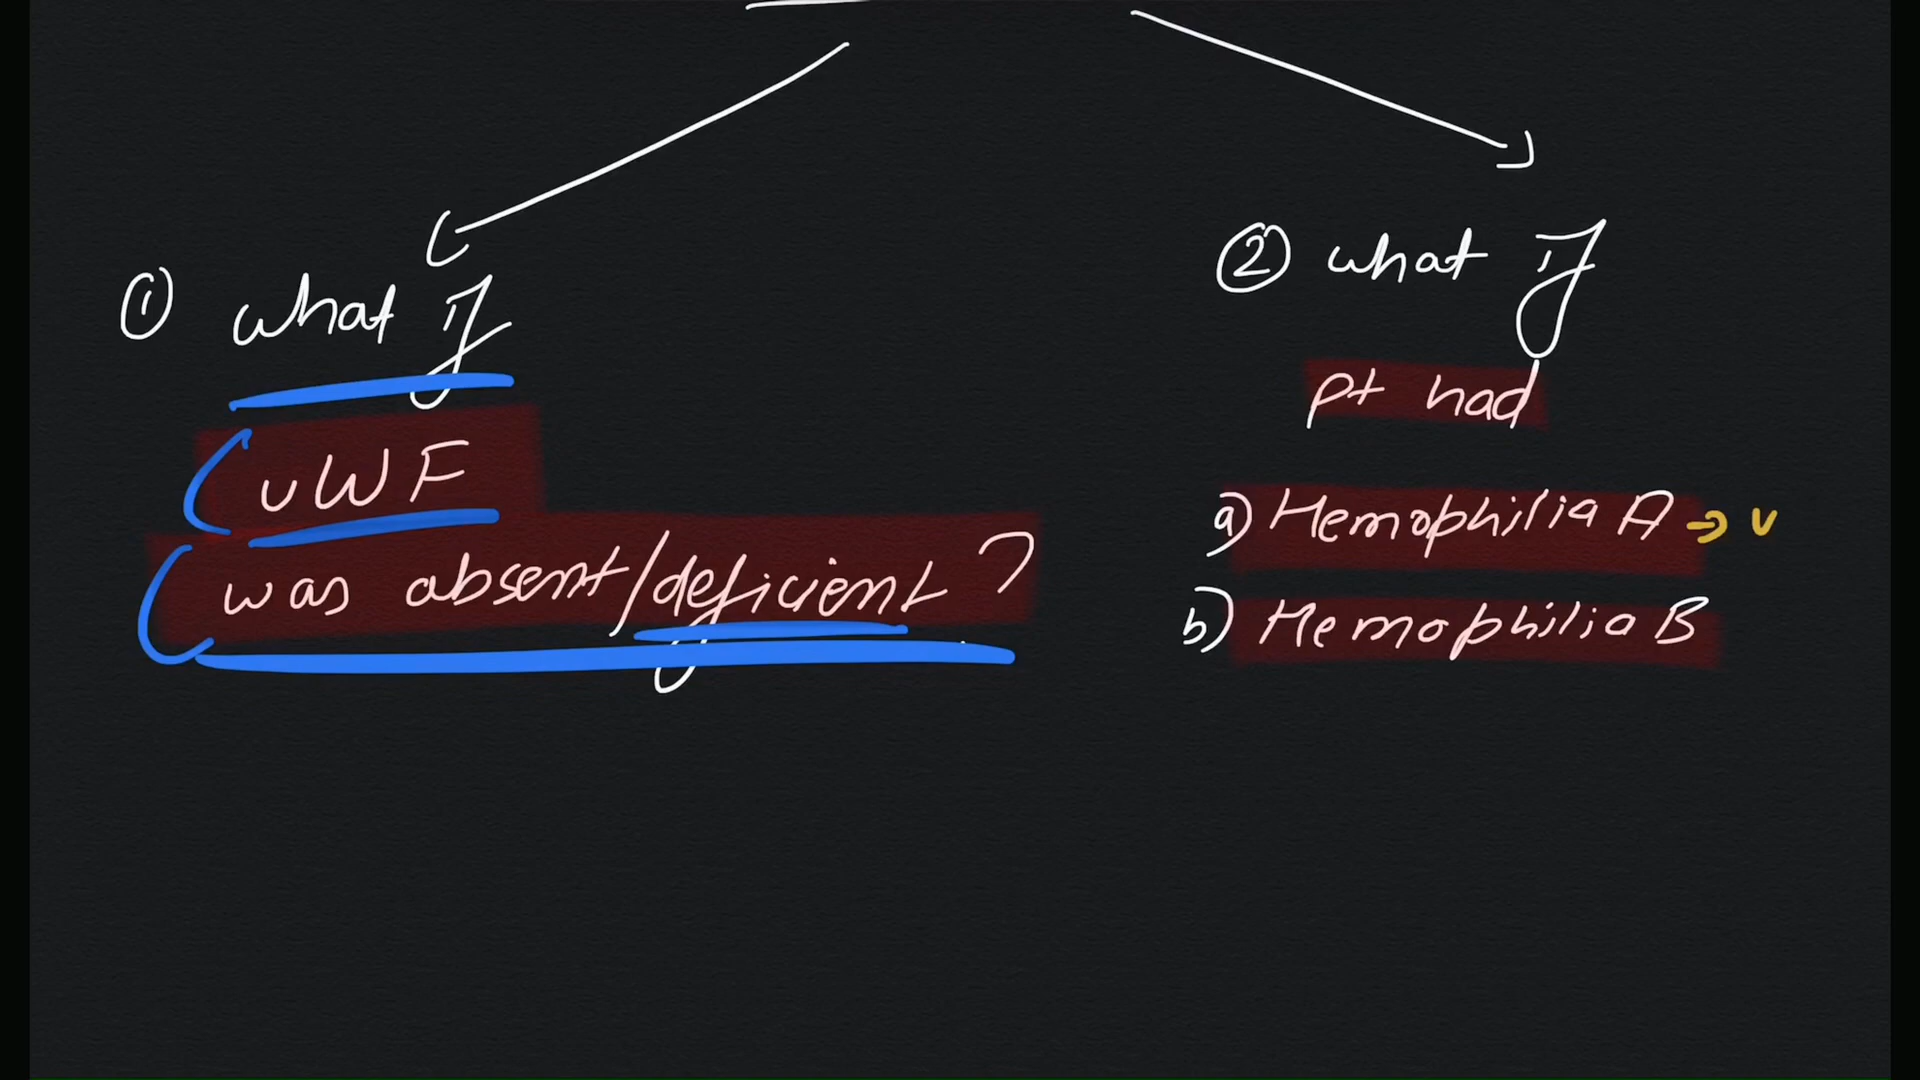 ① what if
vWF
was absent/deficient?
② what if
pt had
a) Hemophilia A → v
b) Hemophilia B